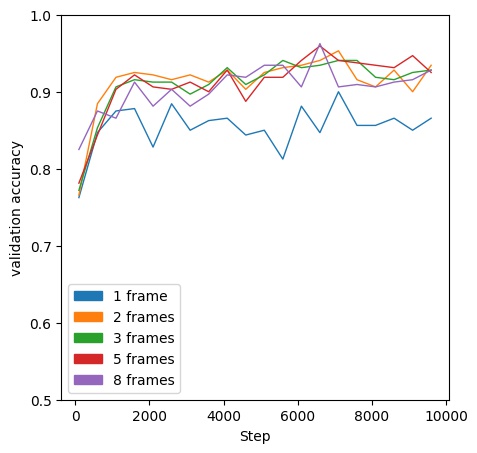 1.0
0.9
0.8
0.7
0.6
0.5
validation accuracy
1 frame
2 frames
3 frames
5 frames
8 frames
0 2000 4000 6000 8000 10000
Step